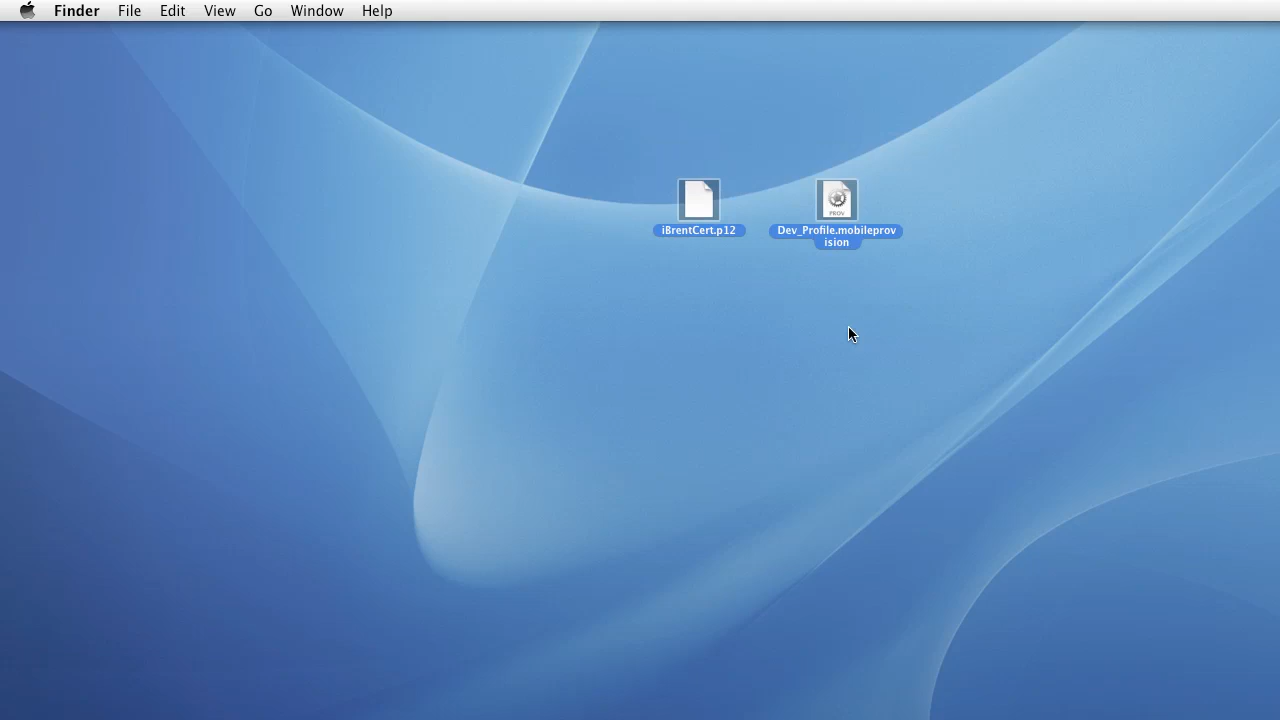 Finder File Edit View Go Window Help
PROV
iBrentCert.p12
Dev_Profile.mobileprov
ision